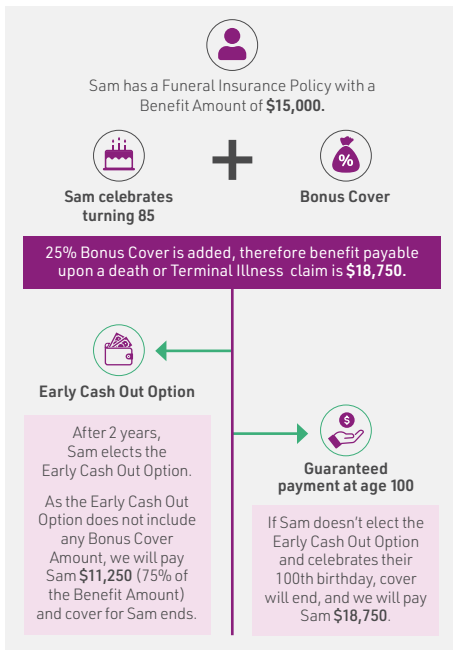 Sam has a Funeral Insurance Policy with a
Benefit Amount of $15,000.
Sam celebrates
turning 85
+
%
Bonus Cover
25% Bonus Cover is added, therefore benefit payable
upon a death or Terminal Illness claim is $18,750.
Early Cash Out Option
After 2 years,
Sam elects the
Early Cash Out Option.
As the Early Cash Out
Option does not include
any Bonus Cover
Amount, we will pay
Sam $11,250 (75% of
the Benefit Amount)
and cover for Sam ends.
$
Guaranteed
payment at age 100
If Sam doesn’t elect the
Early Cash Out Option
and celebrates their
100th birthday, cover
will end, and we will pay
Sam $18,750.